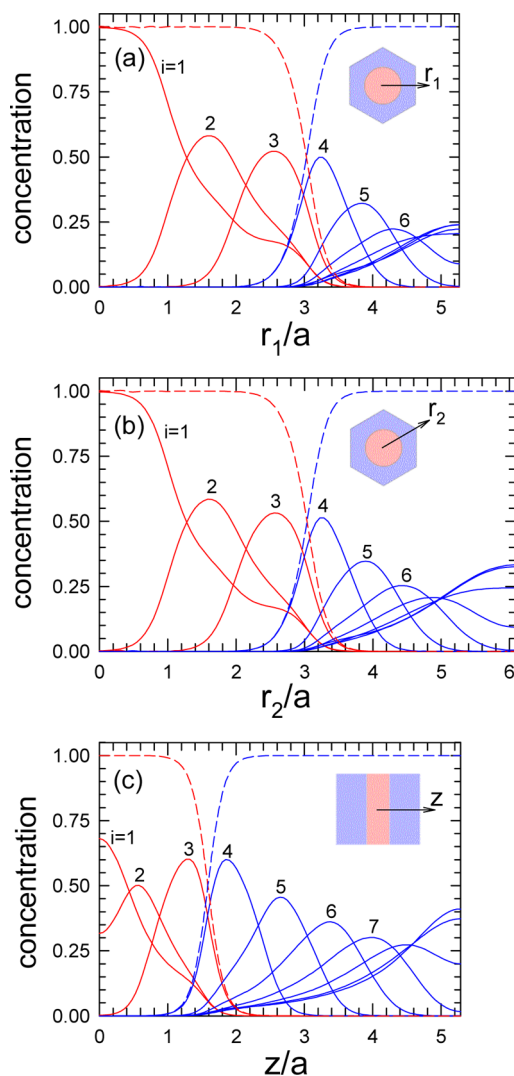 1.00
(a)
i=1
r1
0.75
2
3
4
0.50
5
0.25
6
0.00
0 1 2 3 4 5
concentration
r1/a
1.00
(b)
i=1
r2
0.75
2
3
4
0.50
5
6
0.25
0.00
0 1 2 3 4 5 6
concentration
r2/a
1.00
(c)
z
0.75
i=1
2
3
4
0.50
5
6
7
0.25
0.00
0 1 2 3 4 5
concentration
z/a